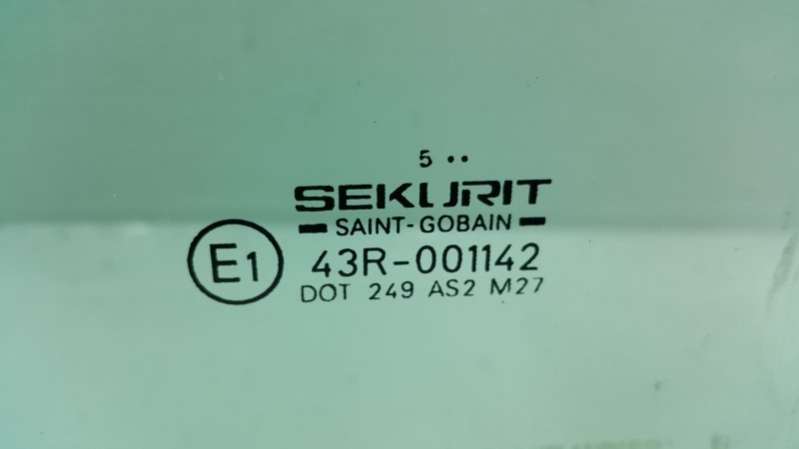 5 ••
SEKURIT
SAINT-GOBAIN
E1
43R-001142
DOT 249 AS2 M27